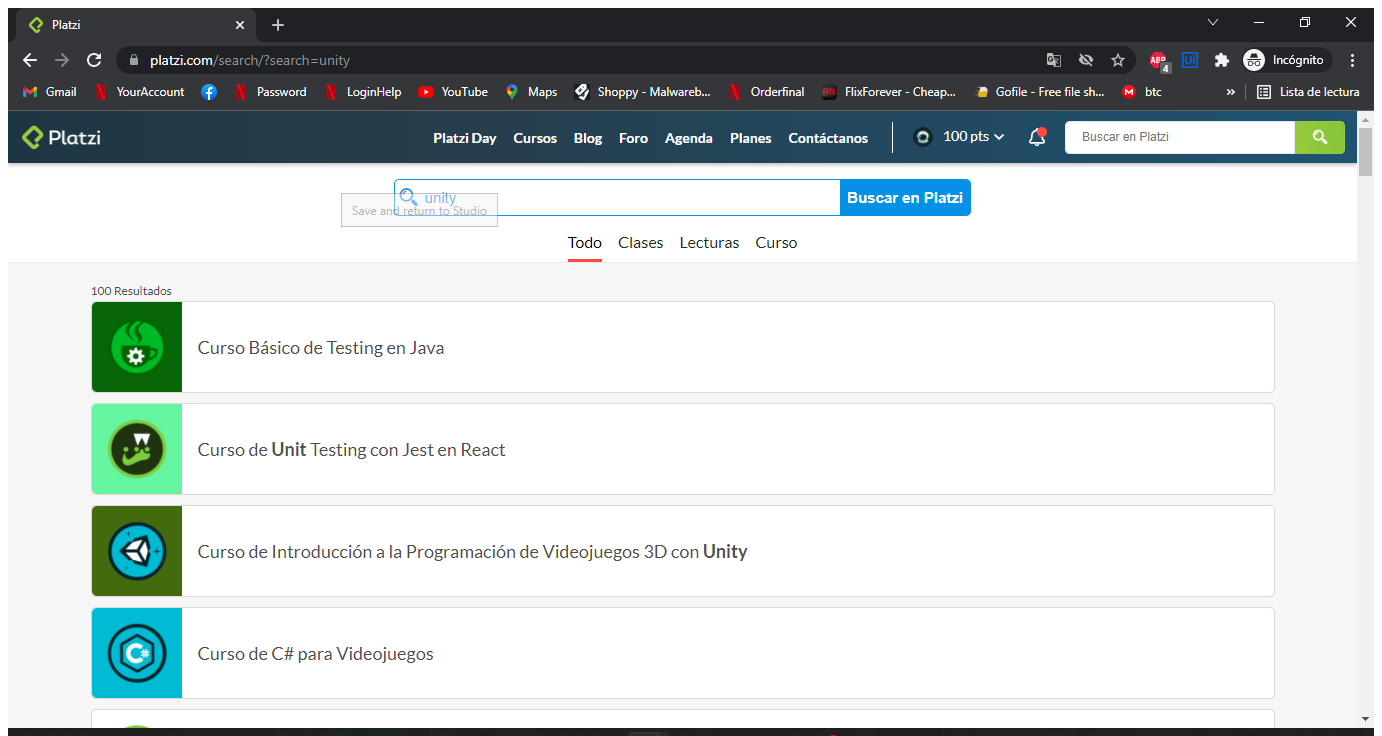 Platzi
platzi.com/search/?search=unity
ABP 4 Ui Incógnito
Gmail YourAccount Password LoginHelp YouTube Maps Shoppy - Malwareb... Orderfinal FlixForever - Cheap... Gofile - Free file sh... btc » Lista de lectura
Platzi Platzi Day Cursos Blog Foro Agenda Planes Contáctanos 100 pts Buscar en Platzi
unity Buscar en Platzi
Save and return to Studio
Todo Clases Lecturas Curso
100 Resultados
Curso Básico de Testing en Java
Curso de Unit Testing con Jest en React
Curso de Introducción a la Programación de Videojuegos 3D con Unity
C# Curso de C# para Videojuegos